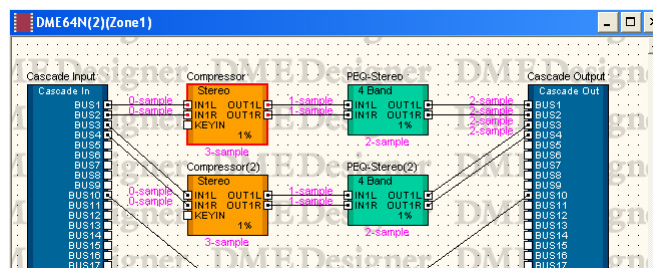 DME64N(2)(Zone1)
Cascade Input
Cascade In
BUS1
BUS2
BUS3
BUS4
BUS5
BUS6
BUS7
BUS8
BUS9
BUS10
BUS11
BUS12
BUS13
BUS14
BUS15
BUS16
BUS17
0-sample
0-sample
0-sample
0-sample
Compressor
Stereo
IN1L OUT1L
IN1R OUT1R
KEYIN
1%
3-sample
Compressor(2)
Stereo
IN1L OUT1L
IN1R OUT1R
KEYIN
1%
3-sample
1-sample
1-sample
1-sample
1-sample
PEQ-Stereo
4 Band
IN1L OUT1L
IN1R OUT1R
1%
2-sample
PEQ-Stereo(2)
4 Band
IN1L OUT1L
IN1R OUT1R
1%
2-sample
2-sample
2-sample
2-sample
2-sample
Cascade Output
Cascade Out
BUS1
BUS2
BUS3
BUS4
BUS5
BUS6
BUS7
BUS8
BUS9
BUS10
BUS11
BUS12
BUS13
BUS14
BUS15
BUS16
BUS17
DME Designer